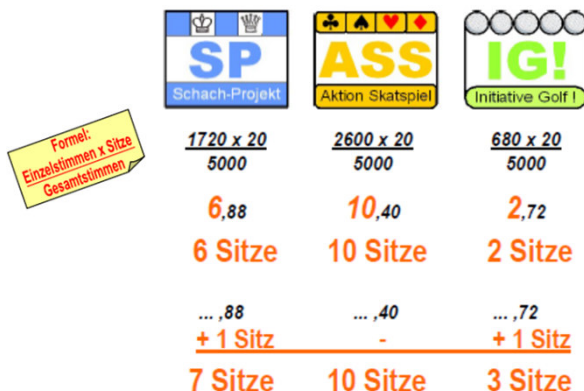 SP
Schach-Projekt
ASS
Aktion Skatspiel
IG!
Initiative Golf !
Formel:
Einzelstimmen x Sitze
Gesamtstimmen
1720 x 20
5000
2600 x 20
5000
680 x 20
5000
6,88
10,40
2,72
6 Sitze
10 Sitze
2 Sitze
... ,88
... ,40
... ,72
+ 1 Sitz
-
+ 1 Sitz
7 Sitze
10 Sitze
3 Sitze